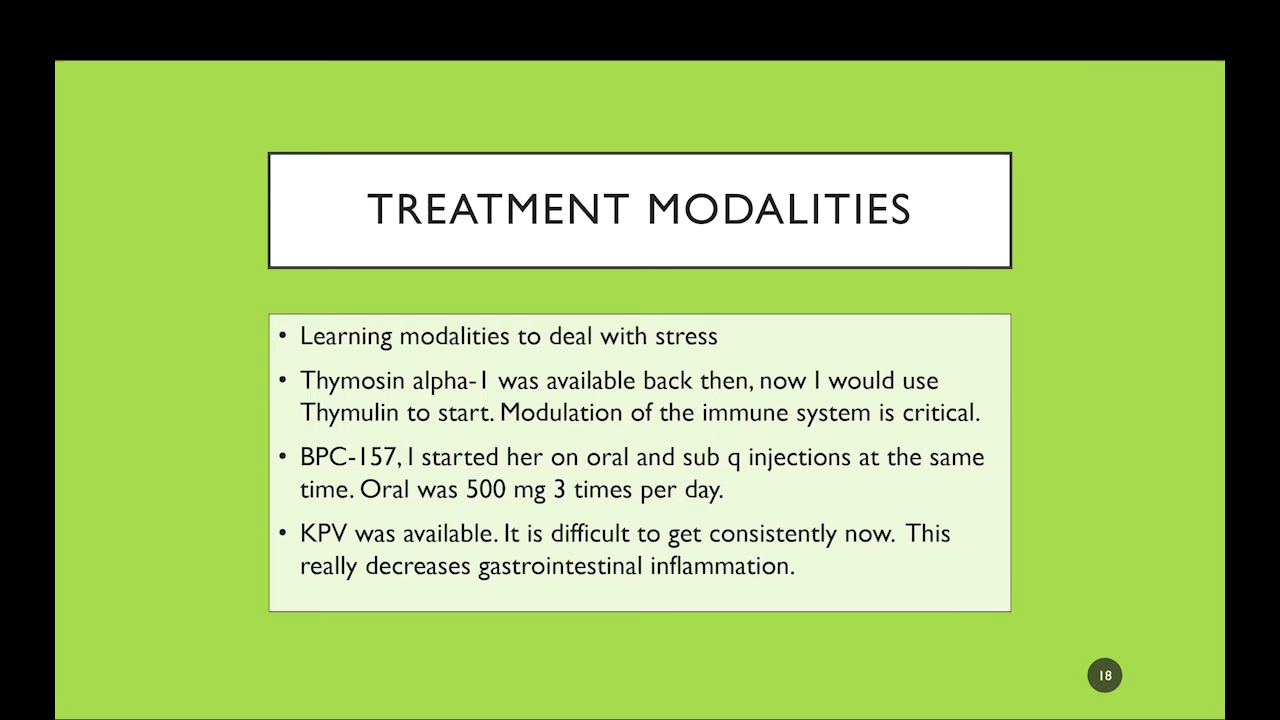 TREATMENT MODALITIES
• Learning modalities to deal with stress
• Thymosin alpha-1 was available back then, now I would use
Thymulin to start. Modulation of the immune system is critical.
• BPC-157, I started her on oral and sub q injections at the same
time. Oral was 500 mg 3 times per day.
• KPV was available. It is difficult to get consistently now.  This
really decreases gastrointestinal inflammation.
18